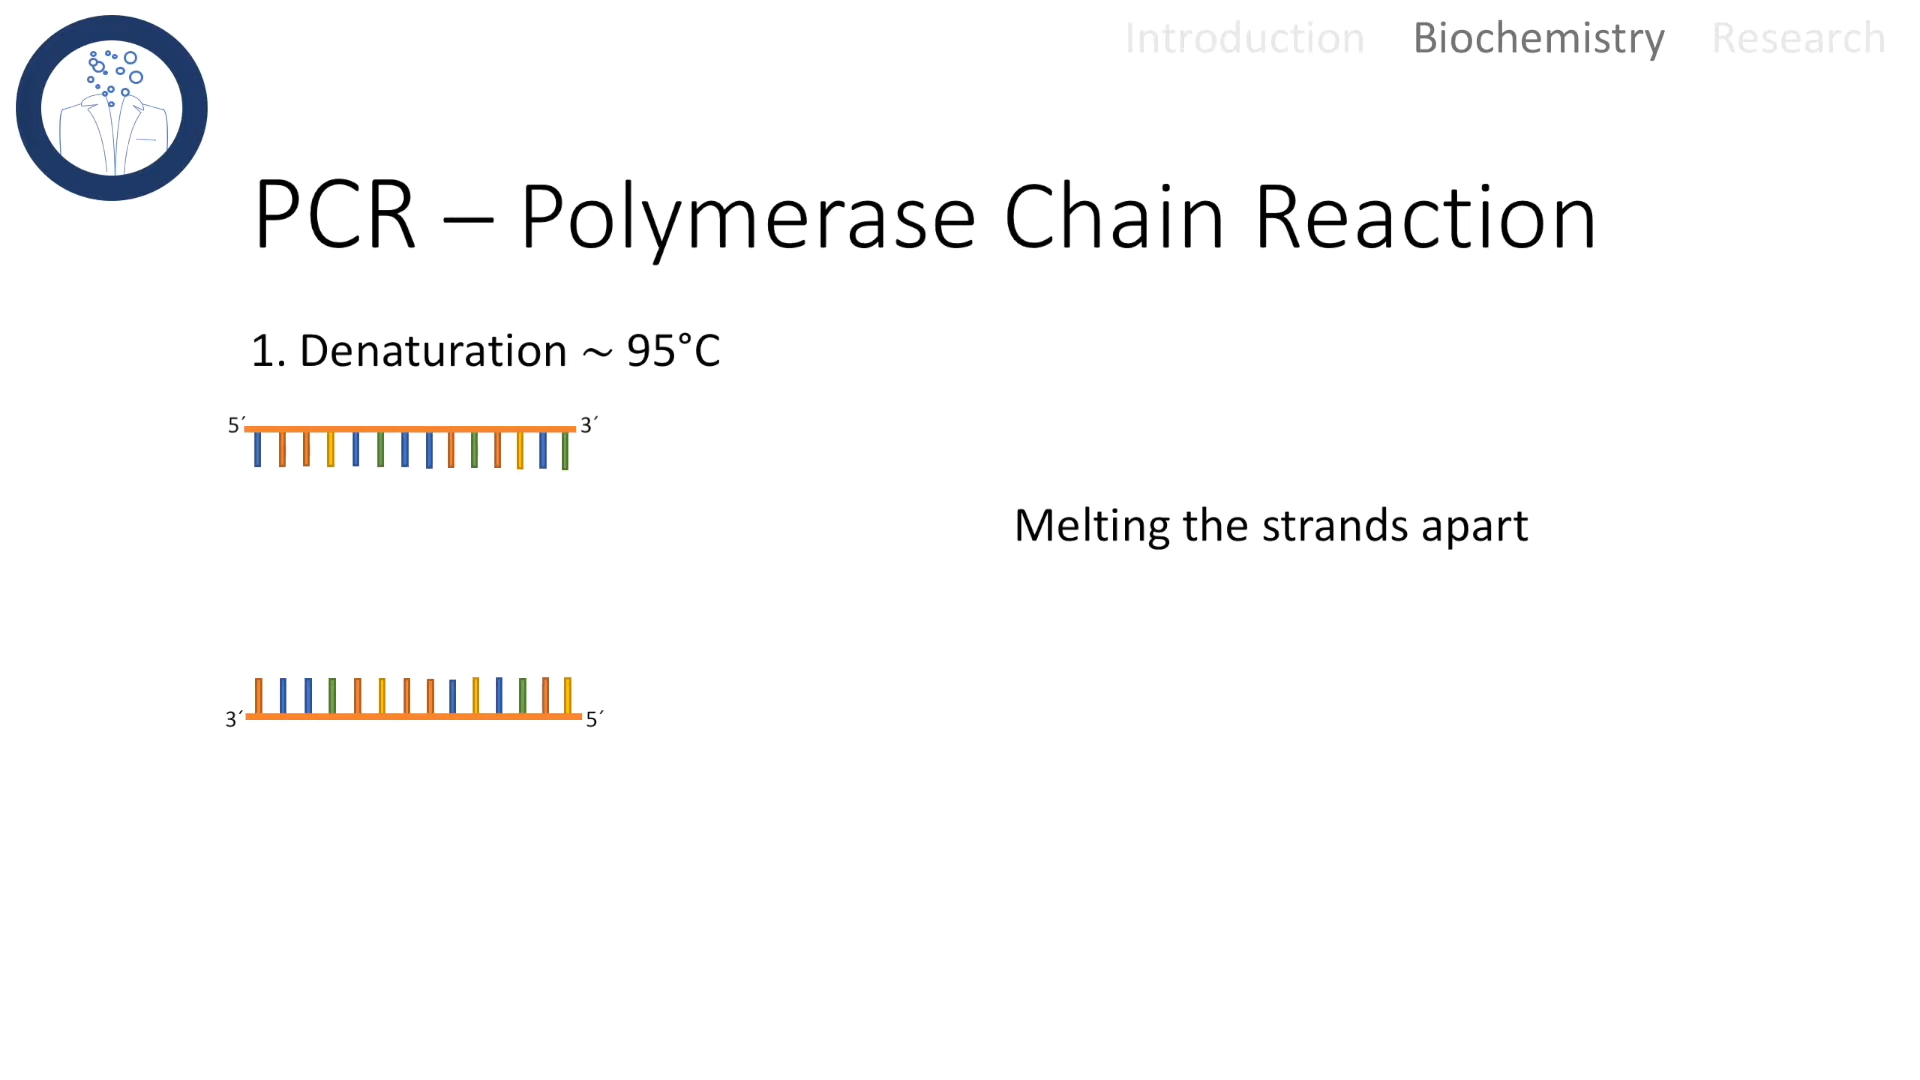 Introduction Biochemistry Research
PCR – Polymerase Chain Reaction
1. Denaturation ~ 95°C
5´ 3´
Melting the strands apart
3´ 5´